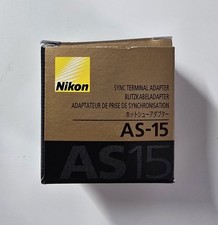 Nikon
SYNC TERMINAL ADAPTER
BLITZKABELADAPTER
ADAPTATEUR DE PRISE DE SYNCHRONISATION
ホットシューアダプター
AS-15
AS15